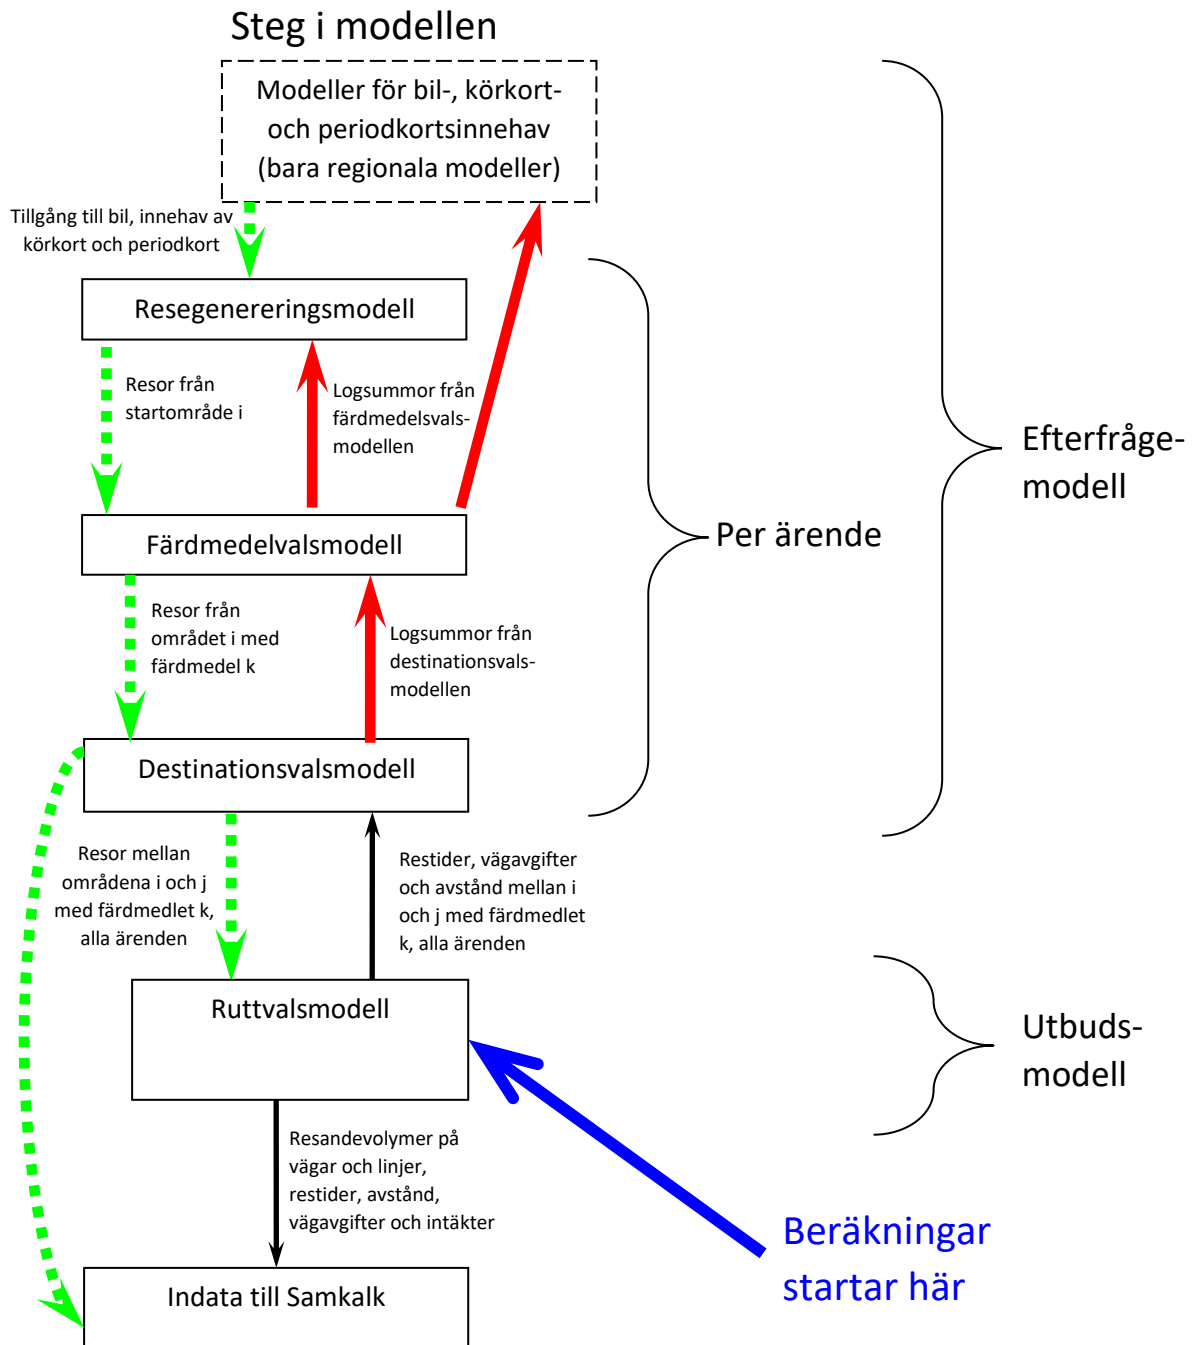 Steg i modellen
Modeller för bil-, körkort-
och periodkortsinnehav
(bara regionala modeller)
Tillgång till bil, innehav av
körkort och periodkort
Resegenereringsmodell
Resor från
startområde i
Logsummor från
färdmedelsvals-
modellen
Färdmedelvalsmodell
Resor från
området i med
färdmedel k
Logsummor från
destinationsvals-
modellen
Destinationsvalsmodell
Resor mellan
områdena i och j
med färdmedlet k,
alla ärenden
Restider, vägavgifter
och avstånd mellan i
och j med färdmedlet
k, alla ärenden
Ruttvalsmodell
Resandevolymer på
vägar och linjer,
restider, avstånd,
vägavgifter och intäkter
Indata till Samkalk
Per ärende
Efterfråge-
modell
Utbuds-
modell
Beräkningar
startar här